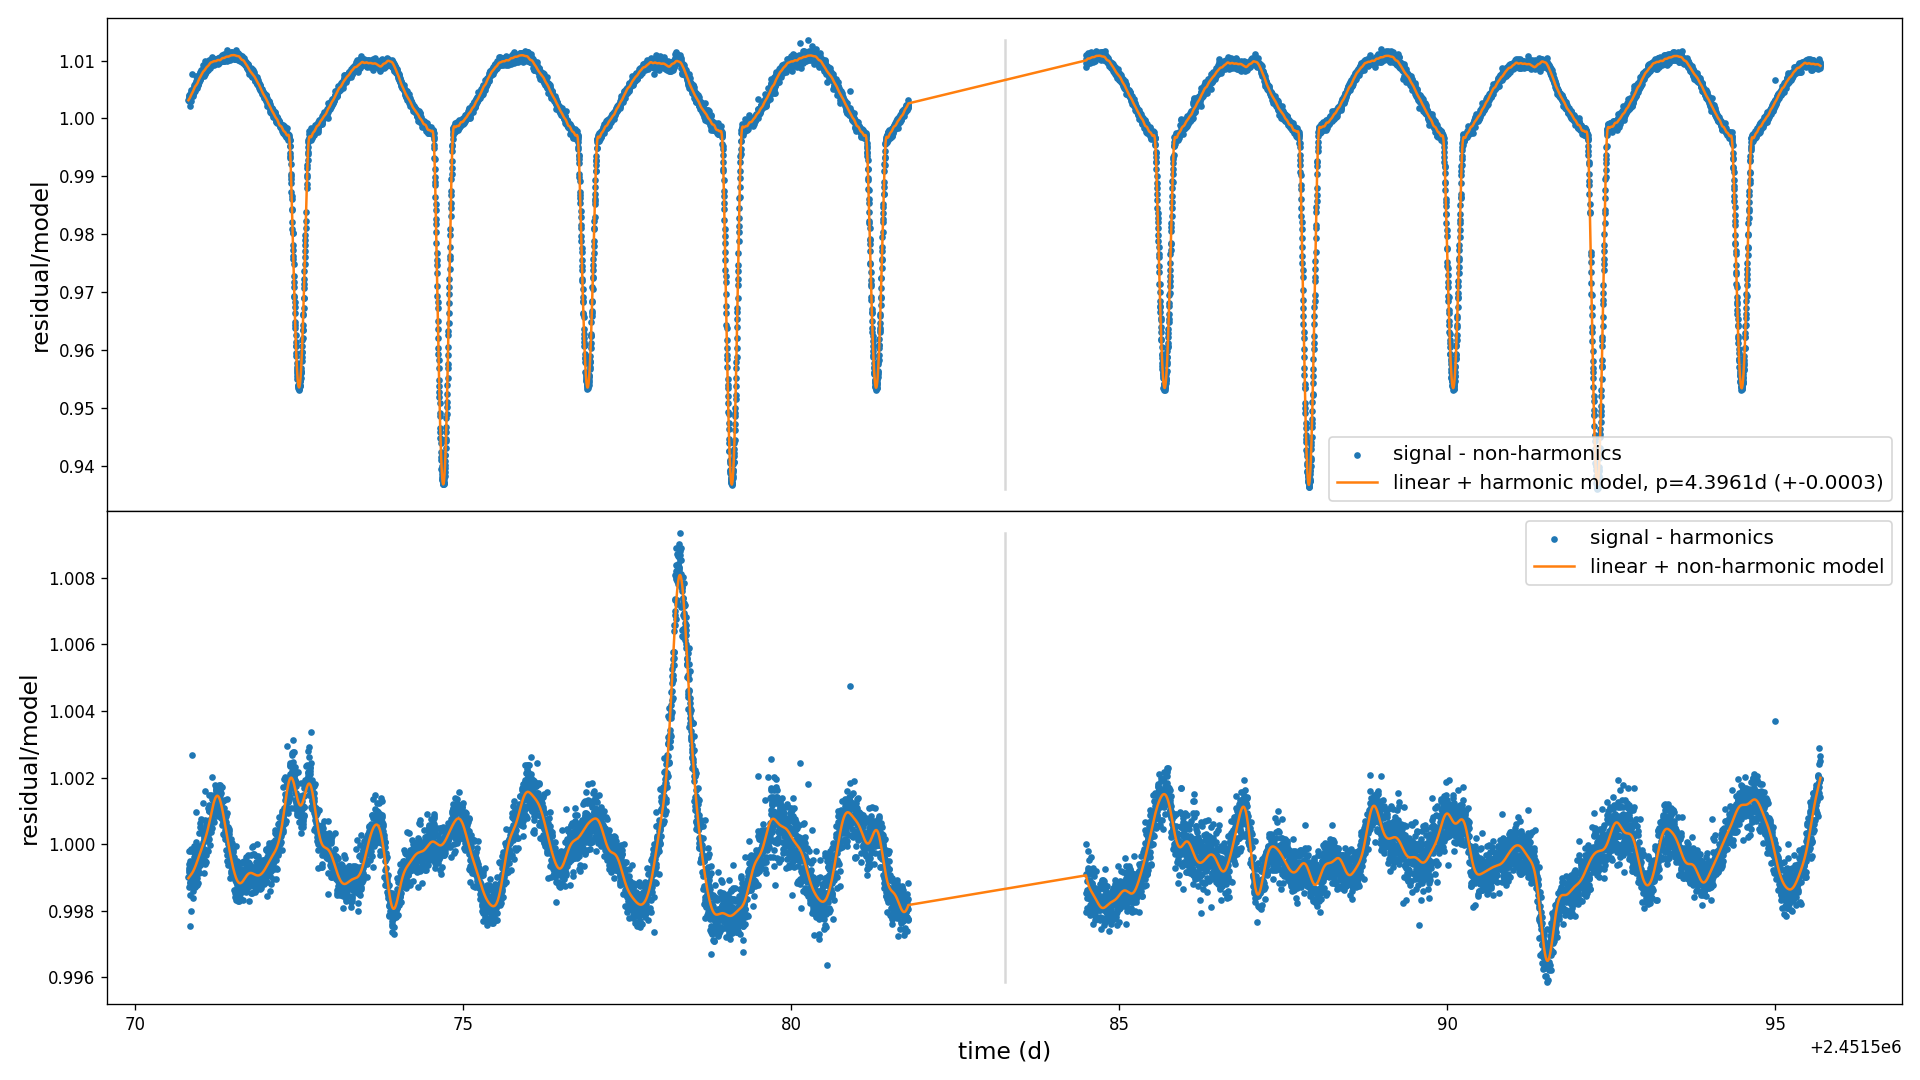 1.01
1.00
0.99
0.98
0.97
0.96
0.95
0.94
residual/model
signal - non-harmonics
linear + harmonic model, p=4.3961d (+-0.0003)
1.008
1.006
1.004
1.002
1.000
0.998
0.996
residual/model
signal - harmonics
linear + non-harmonic model
70
75
80
85
90
95
time (d)
+2.4515e6